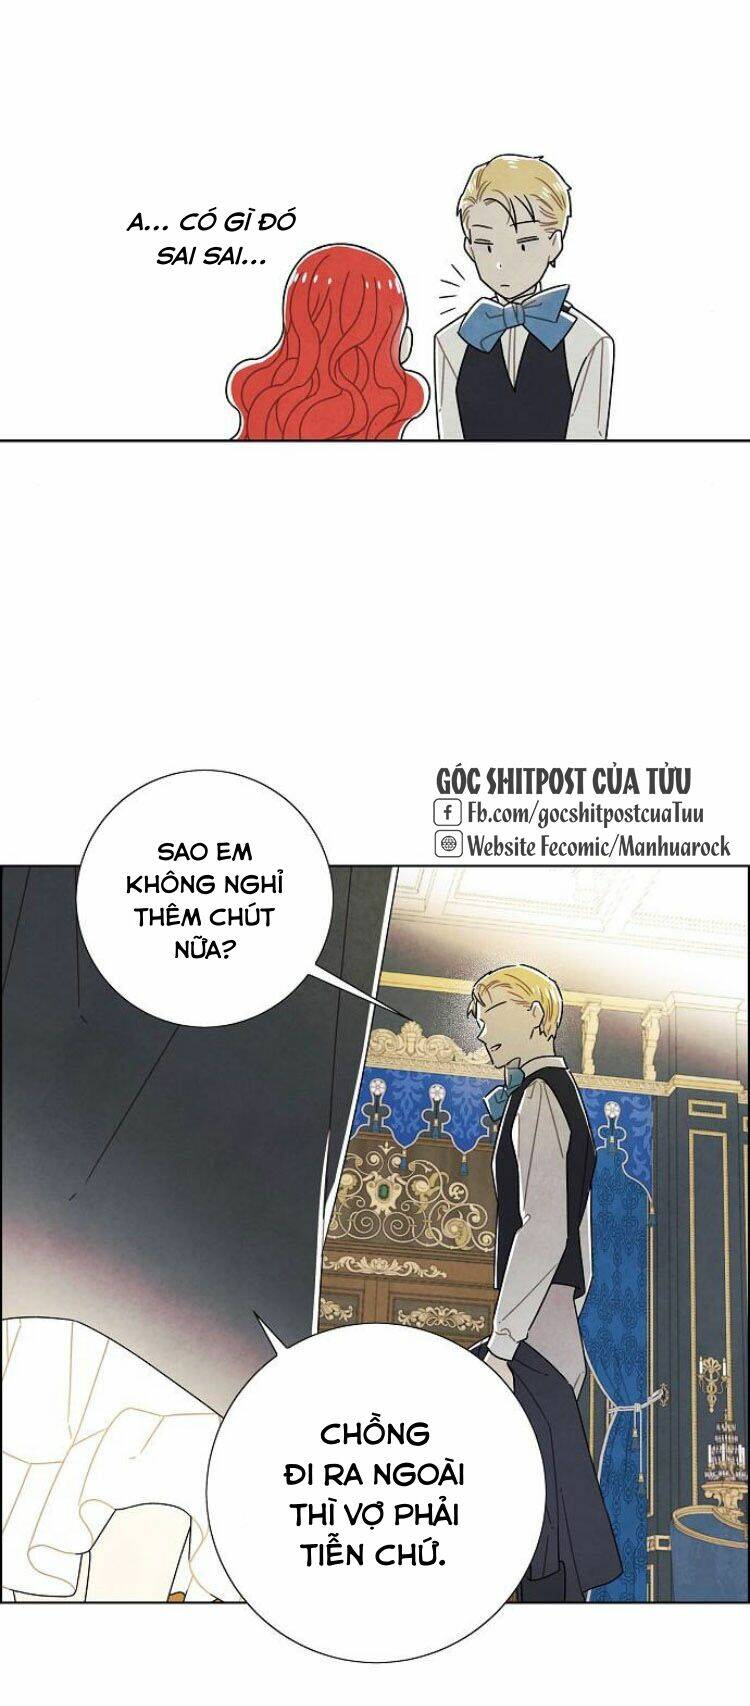 A... CÓ GÌ ĐÓ
SAI SAI...
GÓC SHITPOST CỦA TỬU
Fb.com/gocshitpostcuaTuu
Website Fecomic/Manhuarock
SAO EM
KHÔNG NGHỈ
THÊM CHÚT
NỮA?
CHỒNG
ĐI RA NGOÀI
THÌ VỢ PHẢI
TIỄN CHỨ.